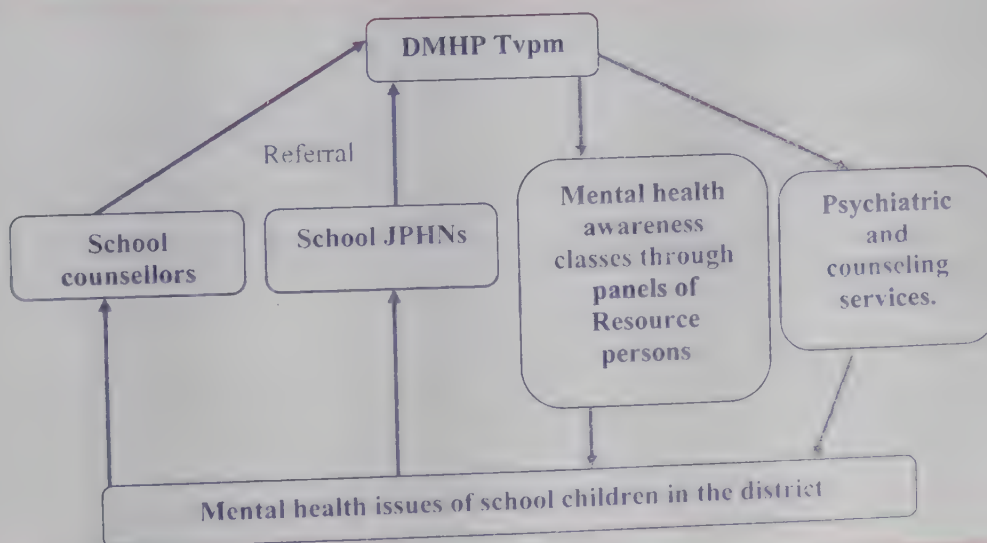 DMHP Tvpm
Referral
School
counsellors
School JPHNs
Mental health
awareness
classes through
panels of
Resource
persons
Psychiatric
and
counseling
services.
Mental health issues of school children in the district